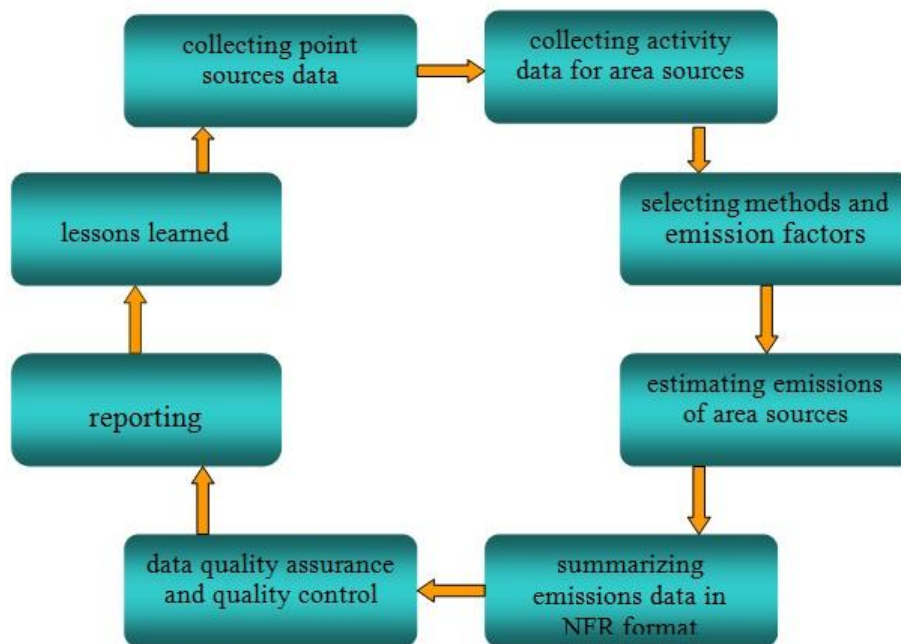 collecting point
sources data
collecting activity
data for area sources
selecting methods and
emission factors
estimating emissions
of area sources
summarizing
emissions data in
NFR format
data quality assurance
and quality control
reporting
lessons learned